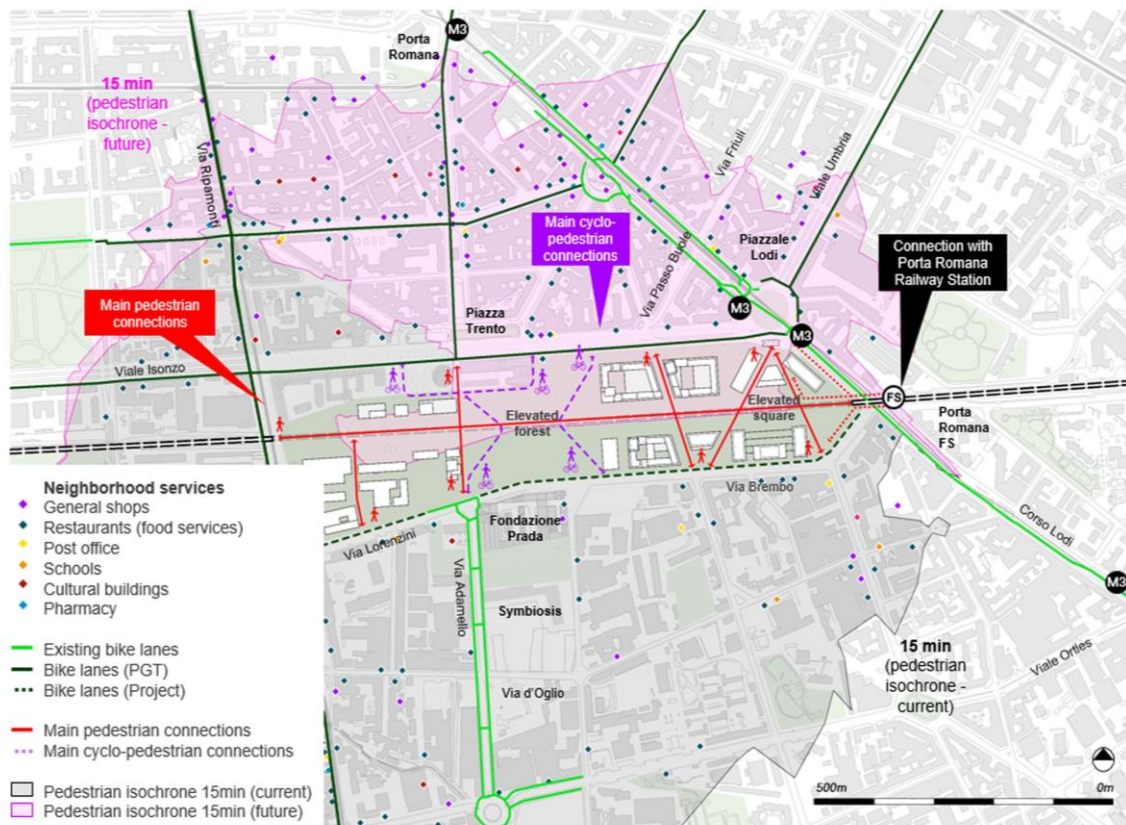 M3
Porta
Romana
15 min
(pedestrian
isochrone -
future)
Via Ripamonti
Via Friuli
Viale Umbria
Main cyclo-
pedestrian
connections
Via Passo Buole
Piazzale
Lodi
Connection with
Porta Romana
Railway Station
Main pedestrian
connections
Piazza
Trento
M3
M3
Viale Isonzo
FS
Elevated
forest
Elevated
square
Porta
Romana
FS
Via Brembo
Via Lorenzini
Fondazione
Prada
Corso Lodi
M3
Via Adamello
Symbiosis
15 min
(pedestrian
isochrone -
current)
Viale Ortles
Via d'Oglio
Neighborhood services
General shops
Restaurants (food services)
Post office
Schools
Cultural buildings
Pharmacy
Existing bike lanes
Bike lanes (PGT)
Bike lanes (Project)
Main pedestrian connections
Main cyclo-pedestrian connections
Pedestrian isochrone 15min (current)
Pedestrian isochrone 15min (future)
500m
0m